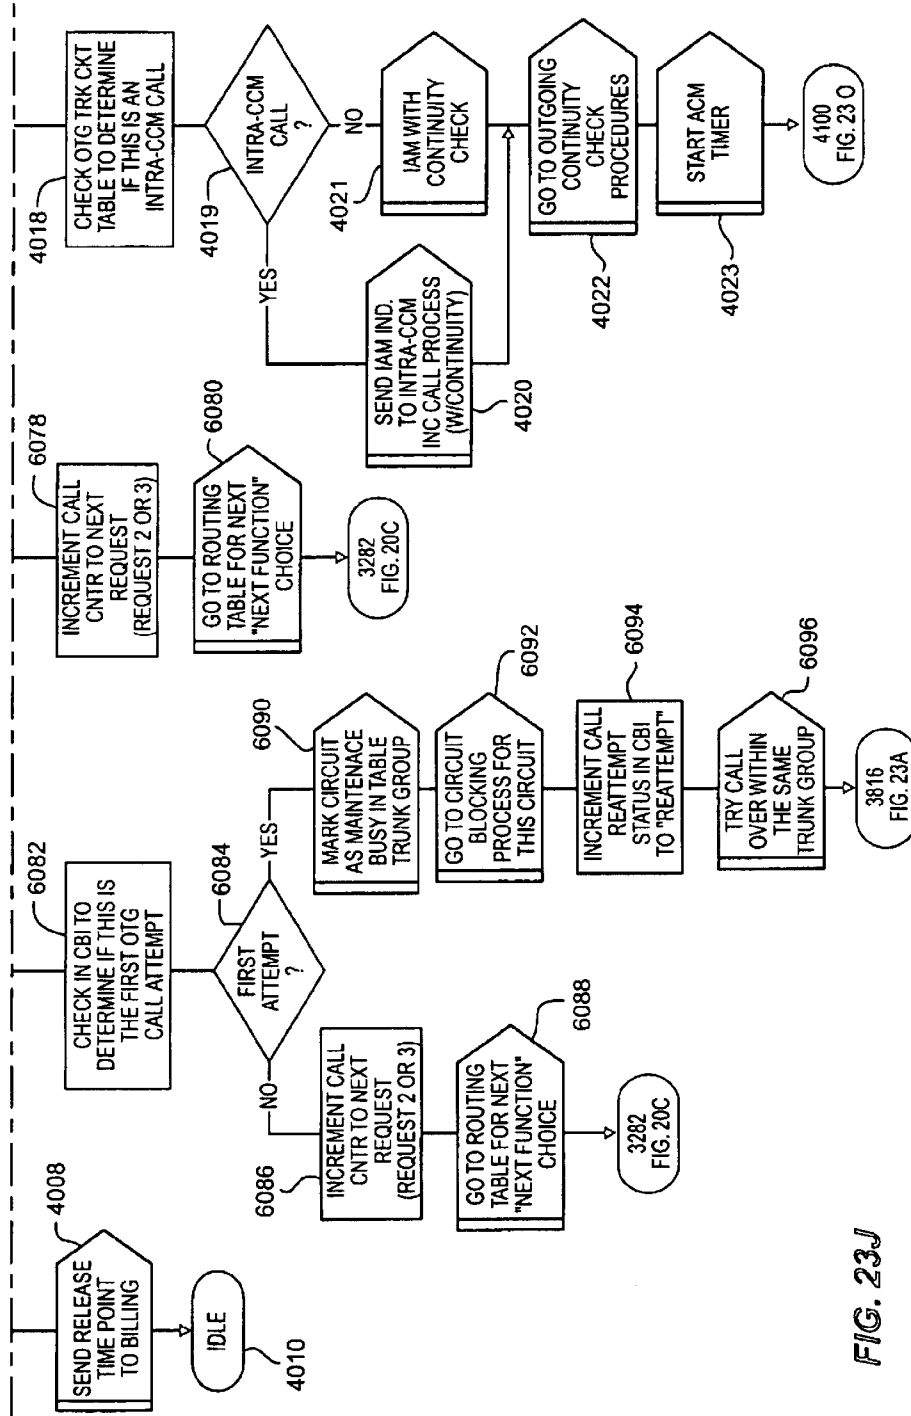 4008
SEND RELEASE
TIME POINT
TO BILLING
IDLE
4010
6082
CHECK IN CBI TO
DETERMINE IF THIS IS
THE FIRST OTG
CALL ATTEMPT
6084
FIRST
ATTEMPT
?
NO
YES
6086
INCREMENT CALL
CNTR TO NEXT
REQUEST
(REQUEST 2 OR 3)
6088
GO TO ROUTING
TABLE FOR NEXT
"NEXT FUNCTION"
CHOICE
3282
FIG. 20C
6090
MARK CIRCUIT
AS MAINTENACE
BUSY IN TABLE
TRUNK GROUP
6092
GO TO CIRCUIT
BLOCKING
PROCESS FOR
THIS CIRCUIT
6094
INCREMENT CALL
REATTEMPT
STATUS IN CBI
TO "REATTEMPT"
6096
TRY CALL
OVER WITHIN
THE SAME
TRUNK GROUP
3816
FIG. 23A
6078
INCREMENT CALL
CNTR TO NEXT
REQUEST
(REQUEST 2 OR 3)
6080
GO TO ROUTING
TABLE FOR NEXT
"NEXT FUNCTION"
CHOICE
3282
FIG. 20C
4018
CHECK OTG TRK CKT
TABLE TO DETERMINE
IF THIS IS AN
INTRA-CCM CALL
4019
INTRA-CCM
CALL
?
YES
NO
SEND IAM IND.
TO INTRA-CCM
INC CALL PROCESS
(W/CONTINUITY)
4020
4021
IAM WITH
CONTINUITY
CHECK
GO TO OUTGOING
CONTINUITY
CHECK
PROCEDURES
4022
START ACM
TIMER
4023
4100
FIG. 23 O
FIG. 23J